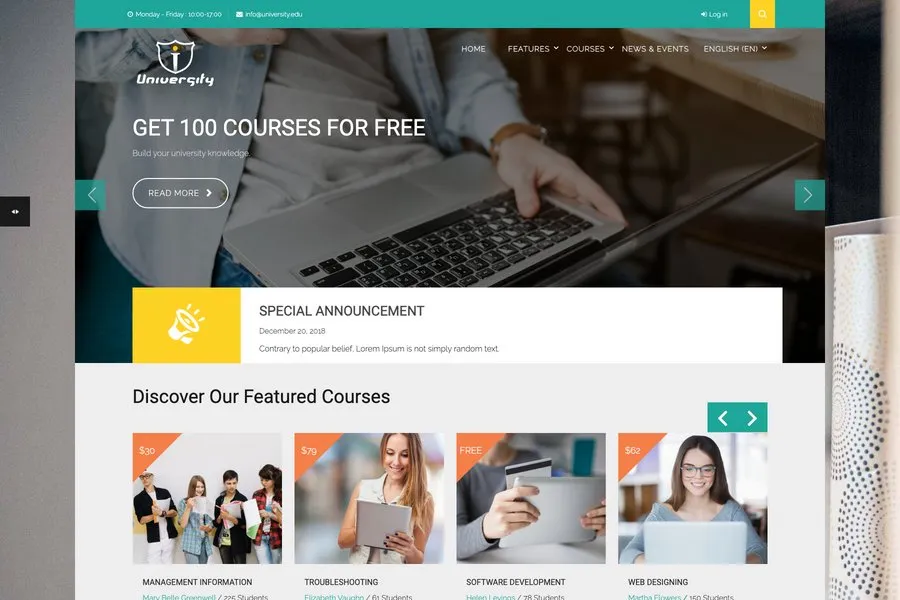 Monday - Friday : 10:00-17:00
info@university.edu
Log in
University
HOME
FEATURES
COURSES
NEWS & EVENTS
ENGLISH (EN)
GET 100 COURSES FOR FREE
Build your university knowledge.
READ MORE
SPECIAL ANNOUNCEMENT
December 20, 2018
Contrary to popular belief. Lorem Ipsum is not simply random text.
Discover Our Featured Courses
$30
$79
FREE
$62
MANAGEMENT INFORMATION
Mary Belle Greenwell / 225 Students
TROUBLESHOOTING
Elizabeth Vaughn / 61 Students
SOFTWARE DEVELOPMENT
Helen Levings / 78 Students
WEB DESIGNING
Martha Flowers / 150 Students